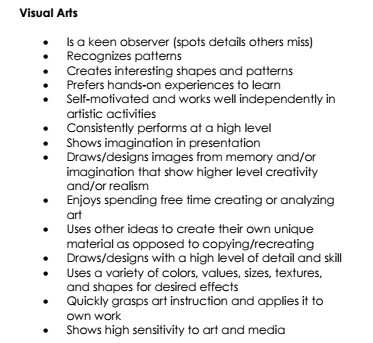 Visual Arts
• Is a keen observer (spots details others miss)
• Recognizes patterns
• Creates interesting shapes and patterns
• Prefers hands-on experiences to learn
• Self-motivated and works well independently in
artistic activities
• Consistently performs at a high level
• Shows imagination in presentation
• Draws/designs images from memory and/or
imagination that show higher level creativity
and/or realism
• Enjoys spending free time creating or analyzing
art
• Uses other ideas to create their own unique
material as opposed to copying/recreating
• Draws/designs with a high level of detail and skill
• Uses a variety of colors, values, sizes, textures,
and shapes for desired effects
• Quickly grasps art instruction and applies it to
own work
• Shows high sensitivity to art and media